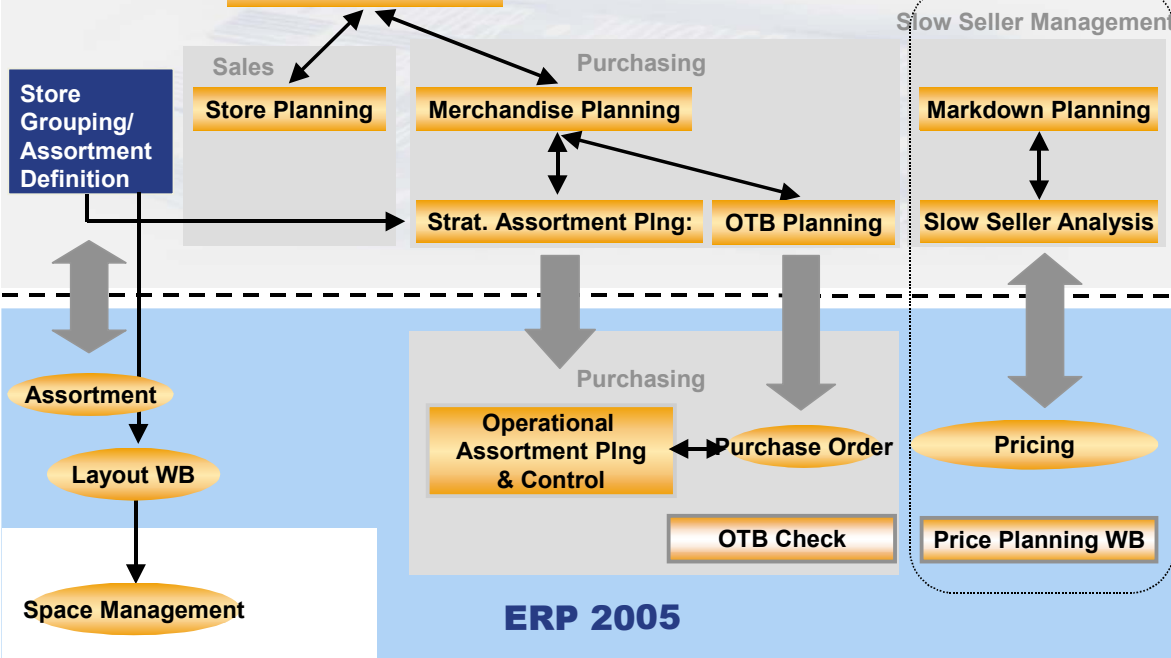 Slow Seller Management
Sales
Purchasing
Store
Grouping/
Assortment
Definition
Store Planning
Merchandise Planning
Markdown Planning
Strat. Assortment Plng:
OTB Planning
Slow Seller Analysis
Purchasing
Assortment
Operational
Assortment Plng
& Control
Purchase Order
Pricing
Layout WB
OTB Check
Price Planning WB
Space Management
ERP 2005